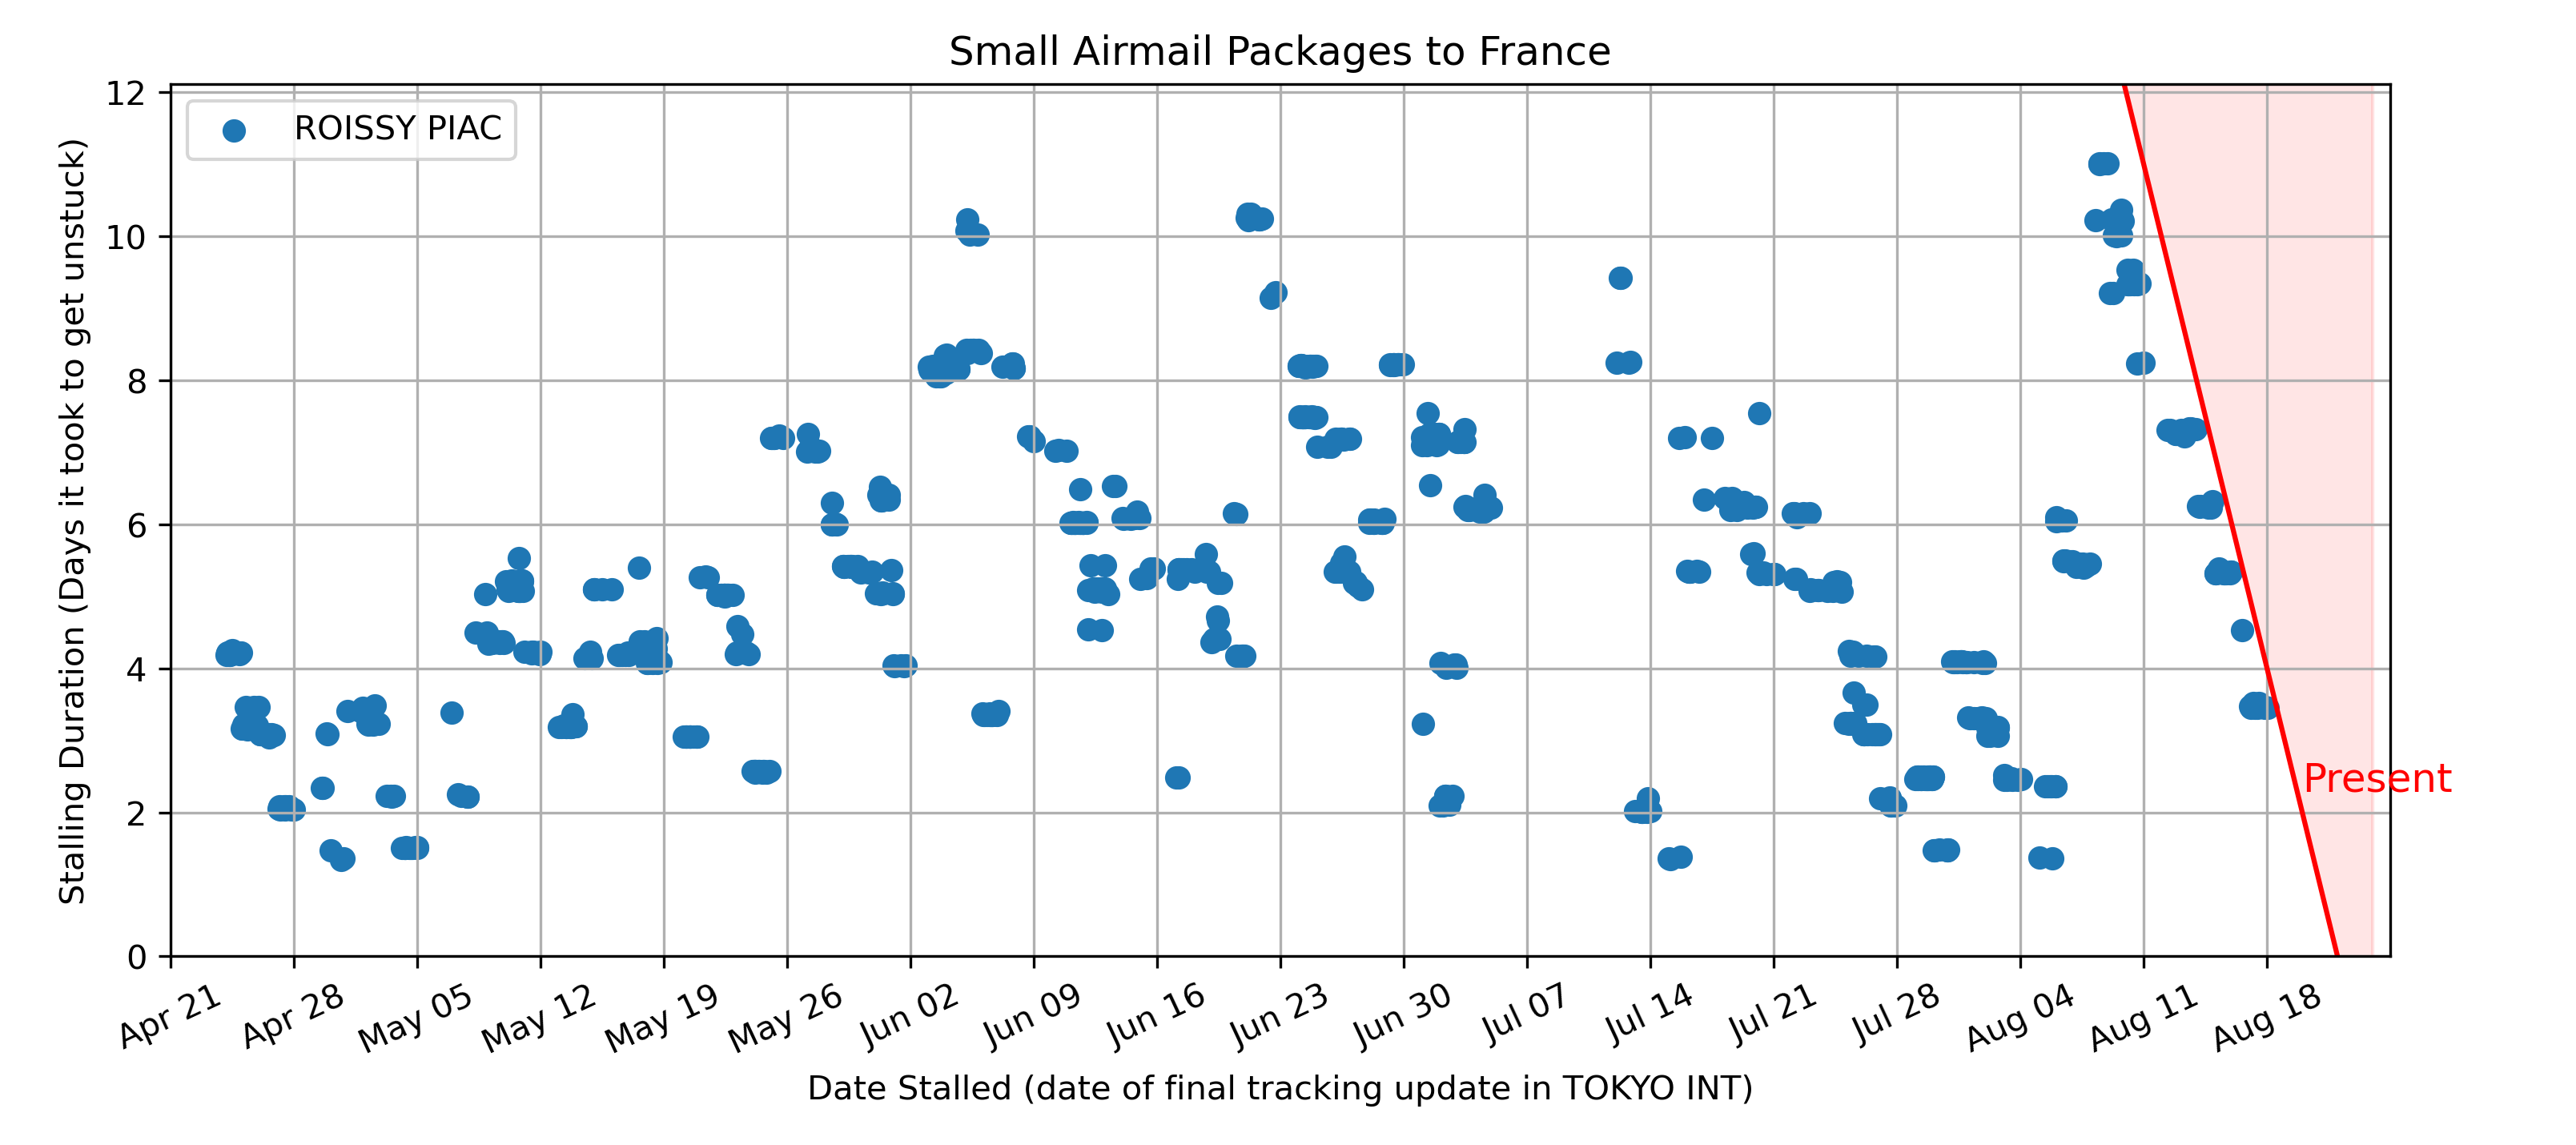 Small Airmail Packages to France
ROISSY PIAC
Stalling Duration (Days it took to get unstuck)
12
10
8
6
4
2
0
Present
Apr 21
Apr 28
May 05
May 12
May 19
May 26
Jun 02
Jun 09
Jun 16
Jun 23
Jun 30
Jul 07
Jul 14
Jul 21
Jul 28
Aug 04
Aug 11
Aug 18
Date Stalled (date of final tracking update in TOKYO INT)